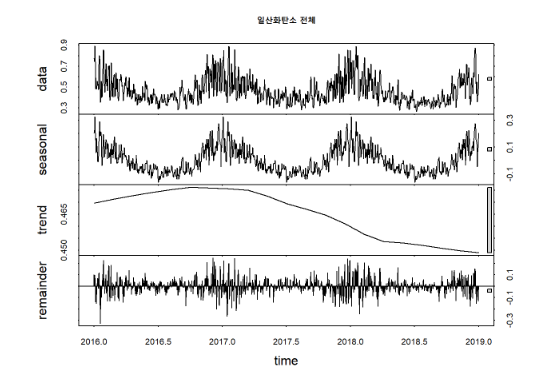 일산화탄소 전체
data
0.3 0.5 0.7 0.9
seasonal
-0.1 0.1 0.3
trend
0.450 0.465
remainder
-0.3 -0.1 0.1
2016.0 2016.5 2017.0 2017.5 2018.0 2018.5 2019.0
time